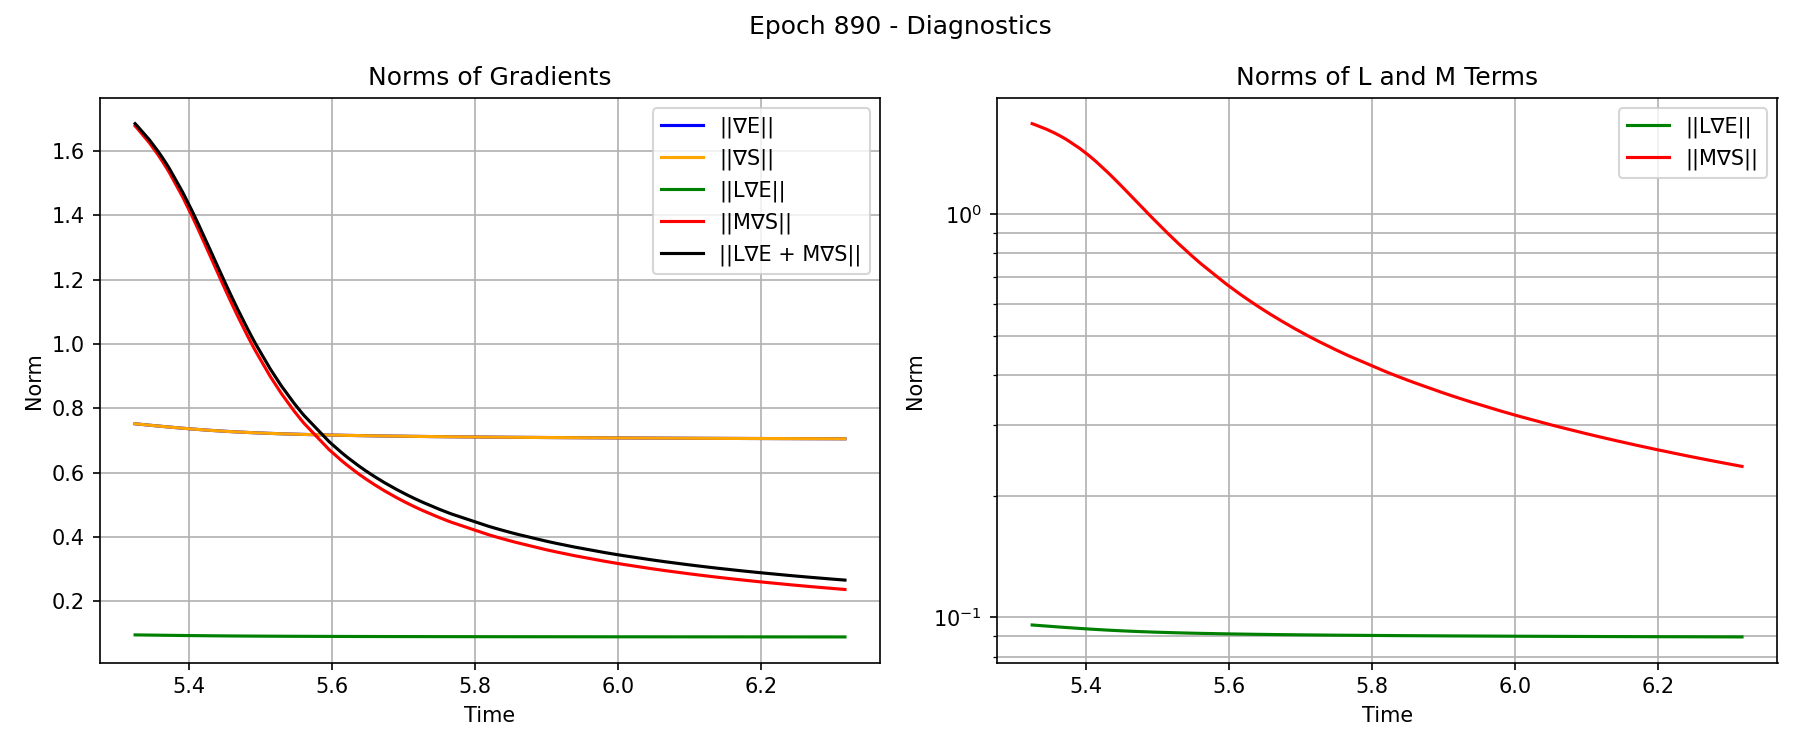 Epoch 890 - Diagnostics
Norms of Gradients
Norm
1.6
1.4
1.2
1.0
0.8
0.6
0.4
0.2
5.4 5.6 5.8 6.0 6.2
Time
||∇E||
||∇S||
||L∇E||
||M∇S||
||L∇E + M∇S||
Norms of L and M Terms
Norm
10⁰
10⁻¹
5.4 5.6 5.8 6.0 6.2
Time
||L∇E||
||M∇S||